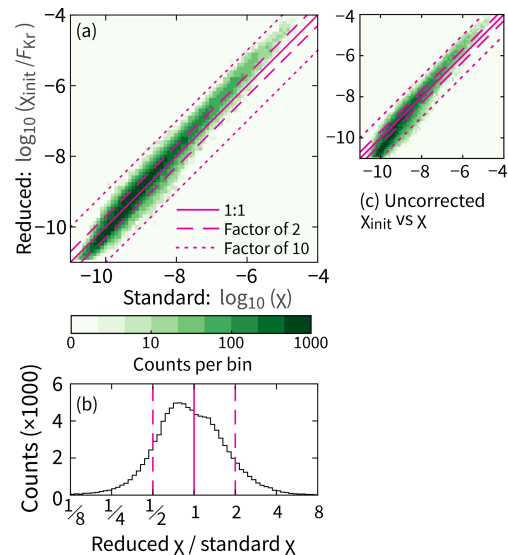 (a)
−4
−6
−8
−10
Reduced: log₁₀ (χinit /FKr )
1:1
Factor of 2
Factor of 10
−10 −8 −6 −4
Standard: log₁₀ (χ)
−4
−6
−8
−10
−10 −8 −6 −4
(c) Uncorrected
χinit vs χ
0 10 100 1000
Counts per bin
(b)
6
4
2
0
Counts (×1000)
1/8 1/4 1/2 1 2 4 8
Reduced χ / standard χ